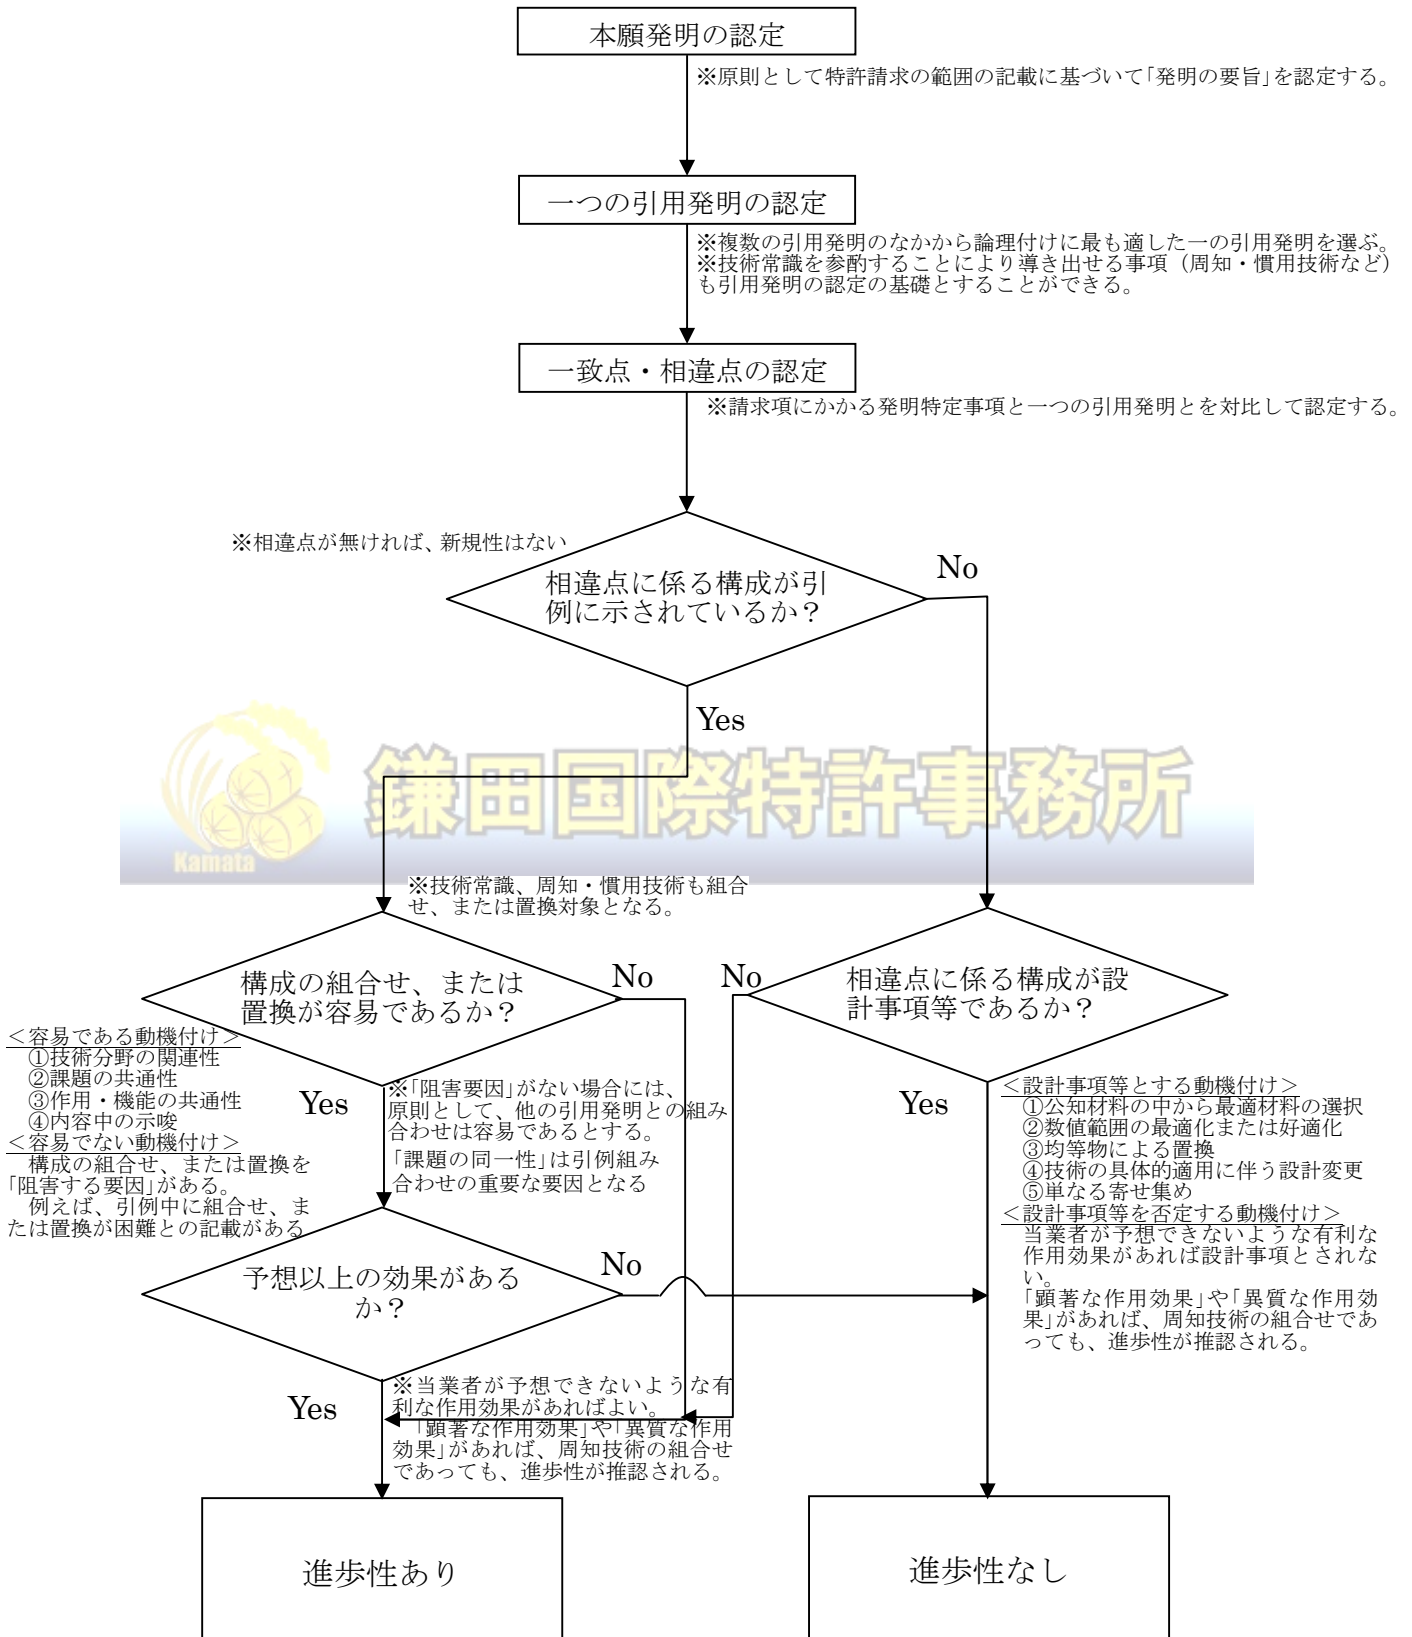 本願発明の認定
※原則として特許請求の範囲の記載に基づいて「発明の要旨」を認定する。
一つの引用発明の認定
※複数の引用発明のなかから論理付けに最も適した一の引用発明を選ぶ。
※技術常識を参酌することにより導き出せる事項（周知・慣用技術など）
も引用発明の認定の基礎とすることができる。
一致点・相違点の認定
※請求項にかかる発明特定事項と一つの引用発明とを対比して認定する。
※相違点が無ければ、新規性はない
相違点に係る構成が引
例に示されているか？
No
Yes
鎌田国際特許事務所
Kamata
※技術常識、周知・慣用技術も組合
せ、または置換対象となる。
構成の組合せ、または
置換が容易であるか？
No
No
相違点に係る構成が設
計事項等であるか？
＜容易である動機付け＞
①技術分野の関連性
②課題の共通性
③作用・機能の共通性
④内容中の示唆
＜容易でない動機付け＞
構成の組合せ、または置換を
「阻害する要因」がある。
例えば、引例中に組合せ、ま
たは置換が困難との記載がある
Yes
※「阻害要因」がない場合には、
原則として、他の引用発明との組み
合わせは容易であるとする。
「課題の同一性」は引例組み
合わせの重要な要因となる
Yes
＜設計事項等とする動機付け＞
①公知材料の中から最適材料の選択
②数値範囲の最適化または好適化
③均等物による置換
④技術の具体的適用に伴う設計変更
⑤単なる寄せ集め
＜設計事項等を否定する動機付け＞
当業者が予想できないような有利な
作用効果があれば設計事項とされな
い。
「顕著な作用効果」や「異質な作用効
果」があれば、周知技術の組合せであ
っても、進歩性が推認される。
予想以上の効果がある
か？
No
Yes
※当業者が予想できないような有
利な作用効果があればよい。
「顕著な作用効果」や「異質な作用
効果」があれば、周知技術の組合せ
であっても、進歩性が推認される。
進歩性あり
進歩性なし